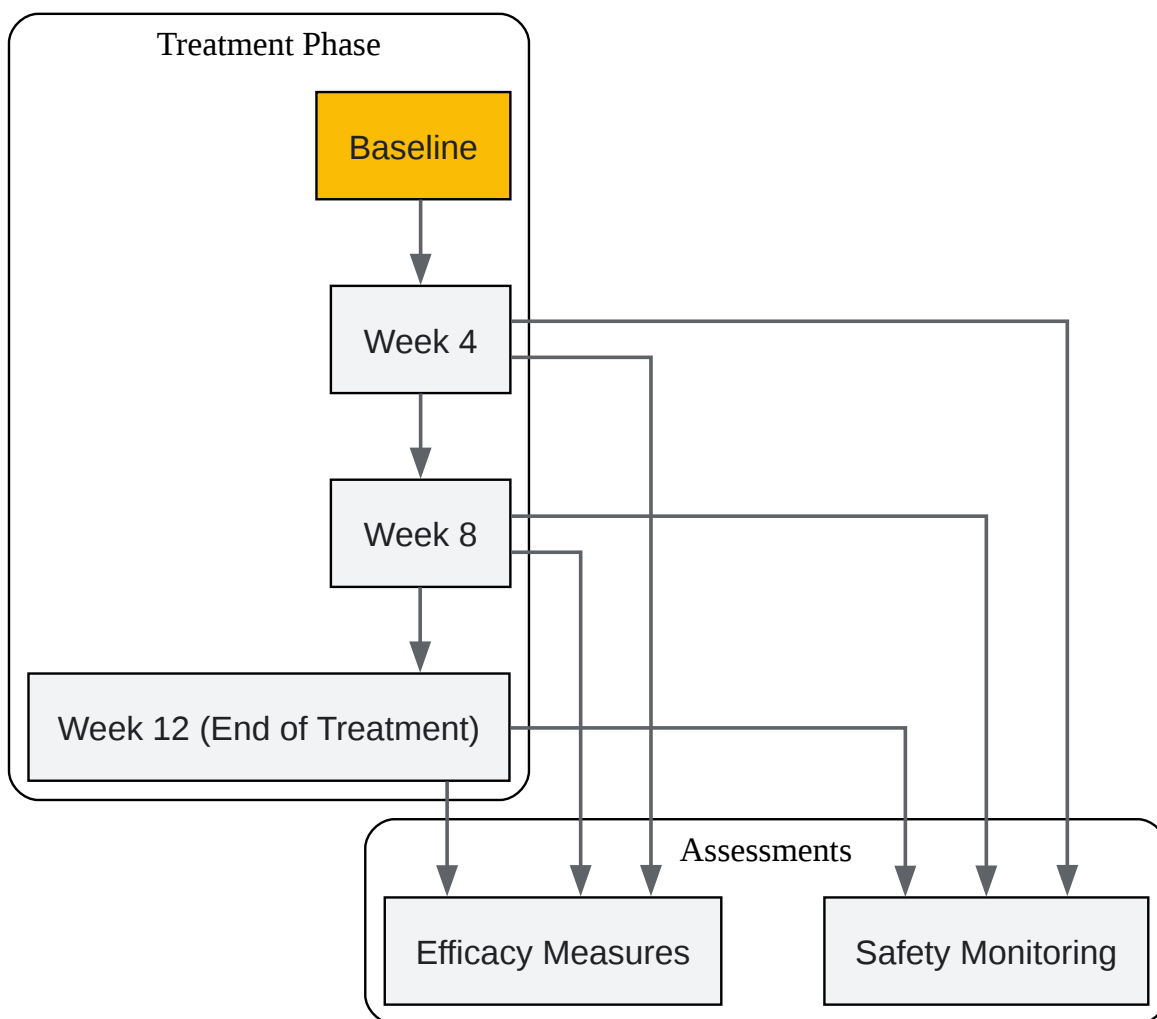 Treatment Phase
Baseline
Week 4
Week 8
Week 12 (End of Treatment)
Assessments
Efficacy Measures
Safety Monitoring